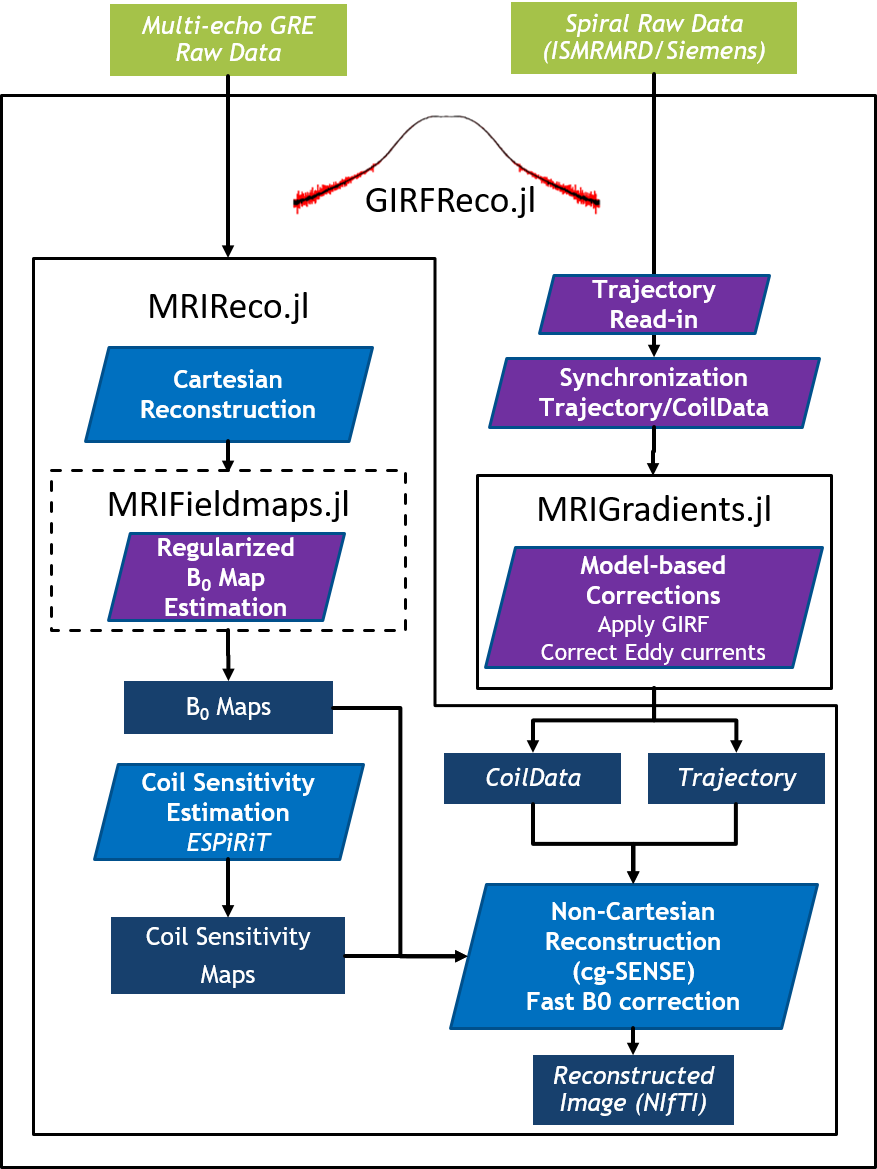 Multi-echo GRE
Raw Data
Spiral Raw Data
(ISMRMRD/Siemens)
GIRFReco.jl
MRIReco.jl
Cartesian
Reconstruction
MRIFieldmaps.jl
Regularized
B₀ Map
Estimation
B₀ Maps
Coil Sensitivity
Estimation
ESPiRiT
Coil Sensitivity
Maps
Trajectory
Read-in
Synchronization
Trajectory/CoilData
MRIGradients.jl
Model-based
Corrections
Apply GIRF
Correct Eddy currents
CoilData
Trajectory
Non-Cartesian
Reconstruction
(cg-SENSE)
Fast B0 correction
Reconstructed
Image (NIfTI)